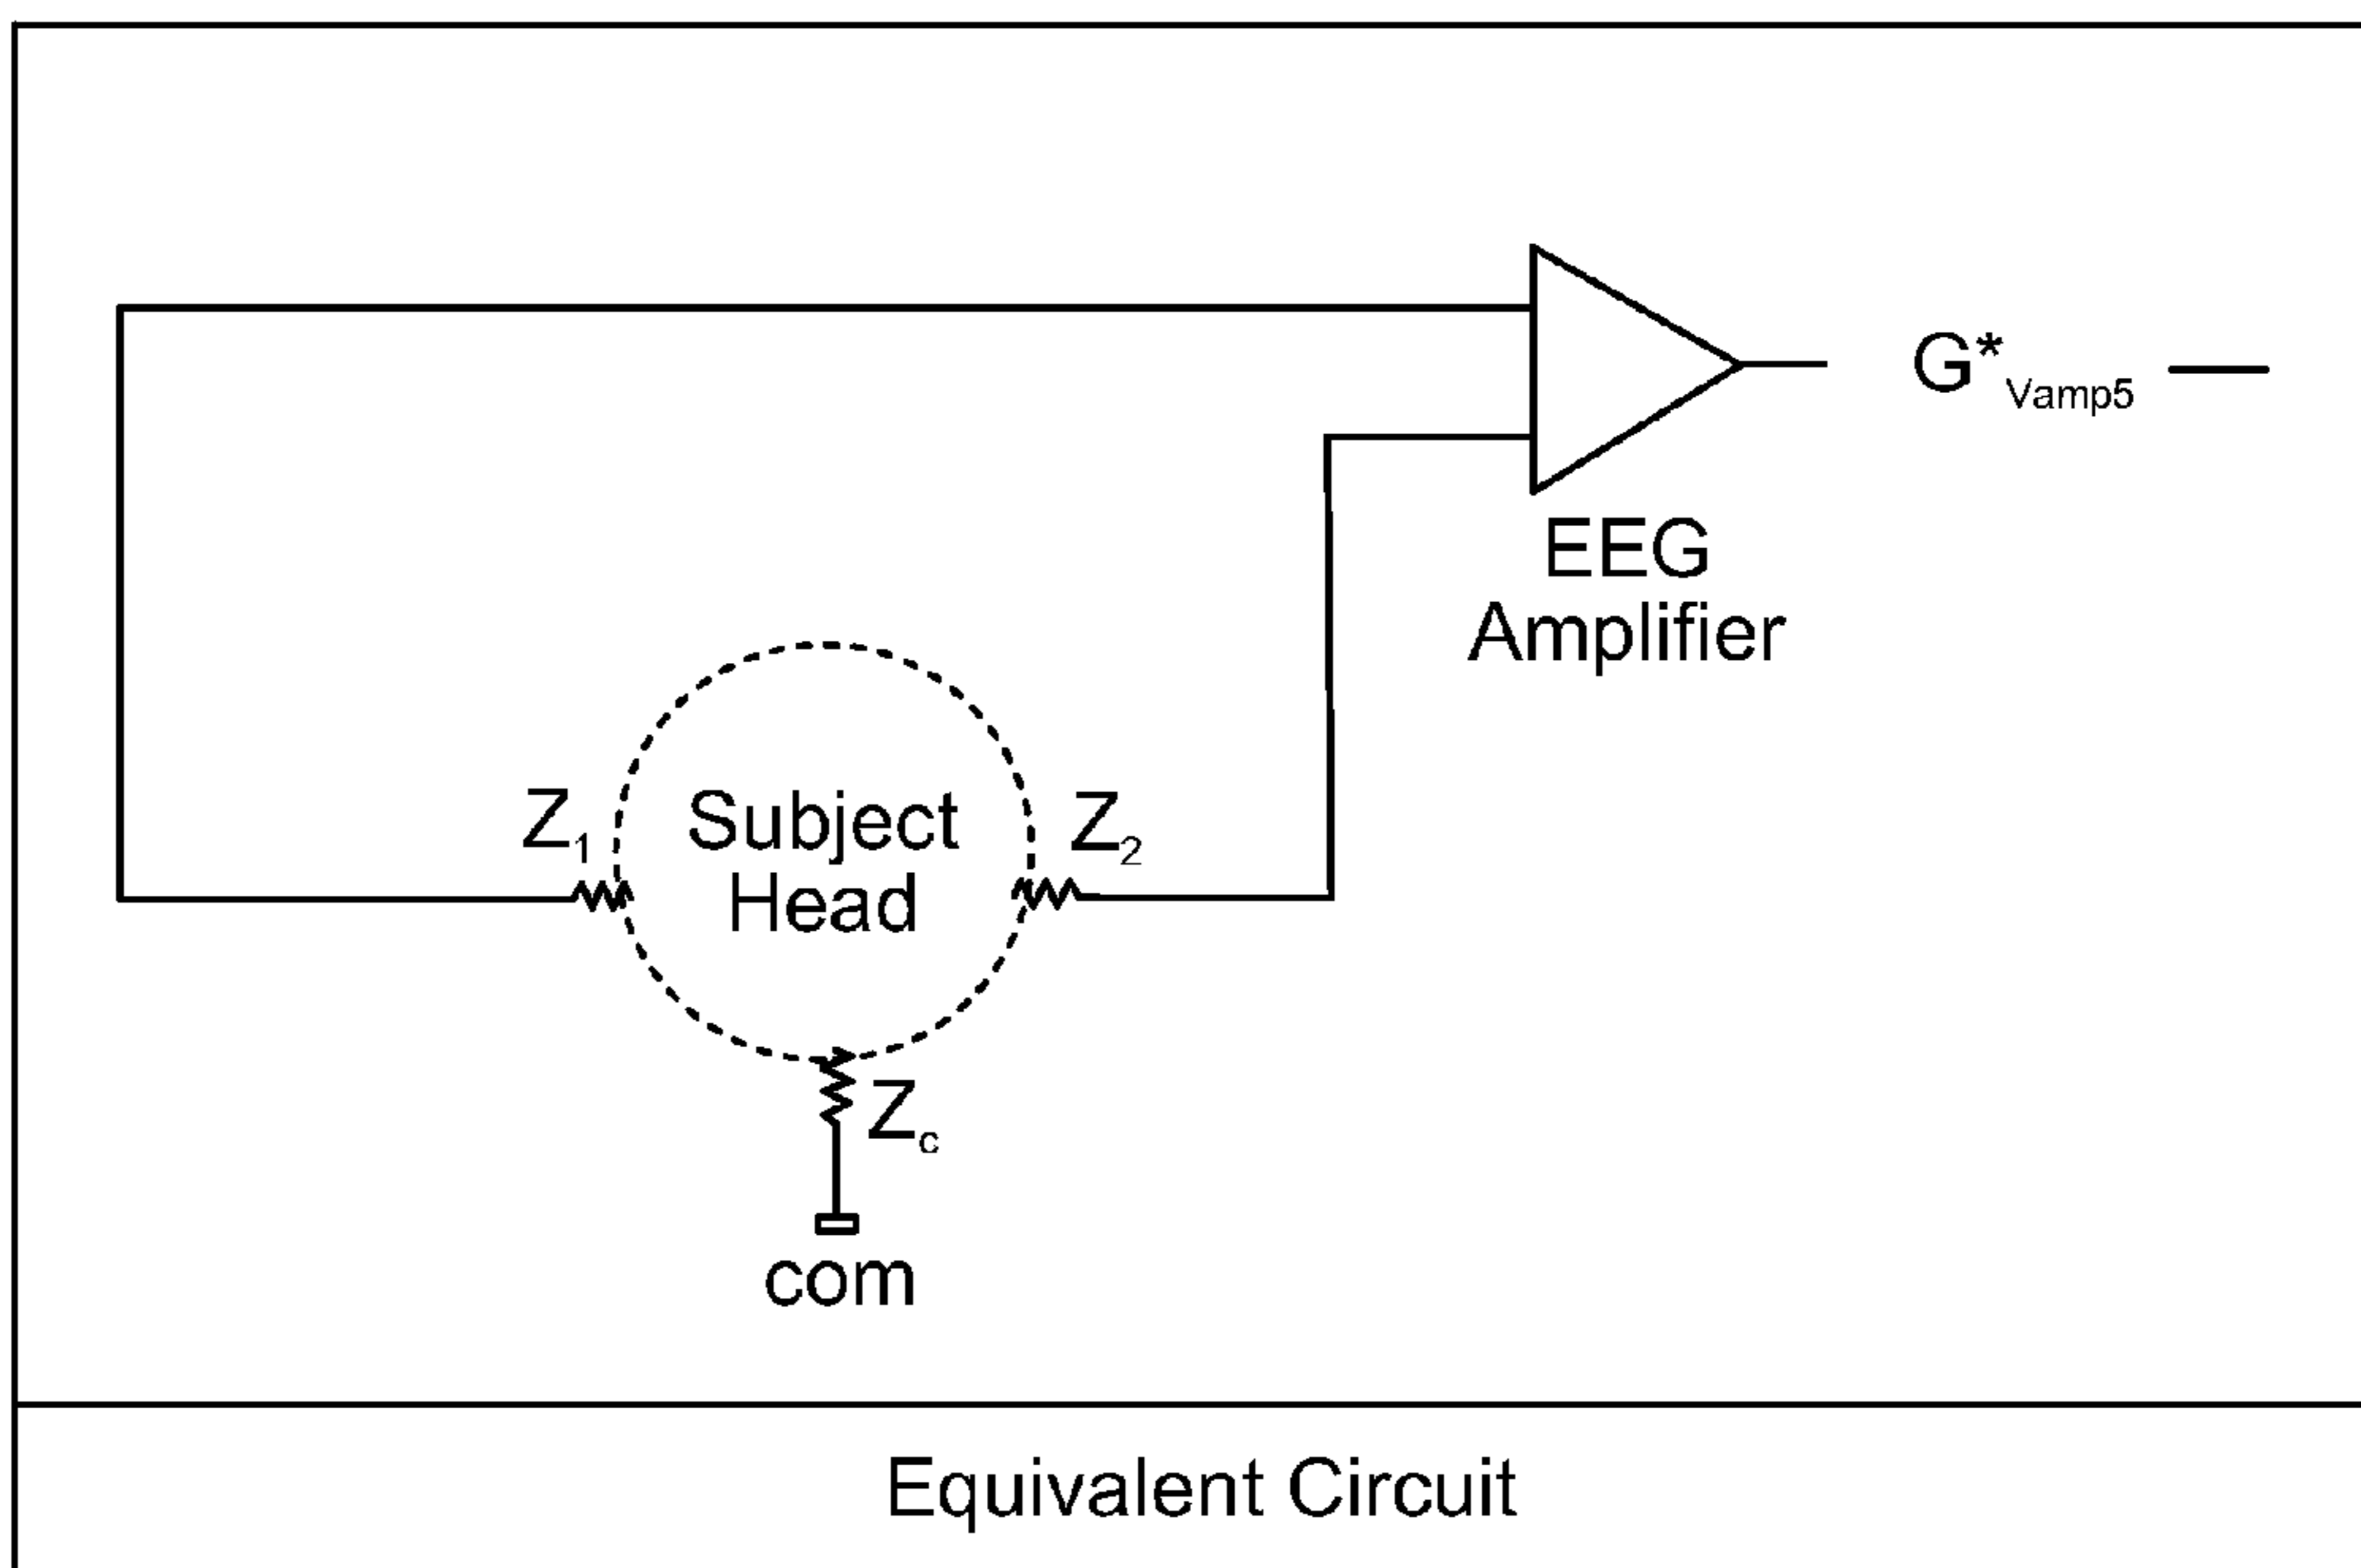 G*Vamp5 —
EEG
Amplifier
Z1
Subject
Head
Z2
Zc
com
Equivalent Circuit